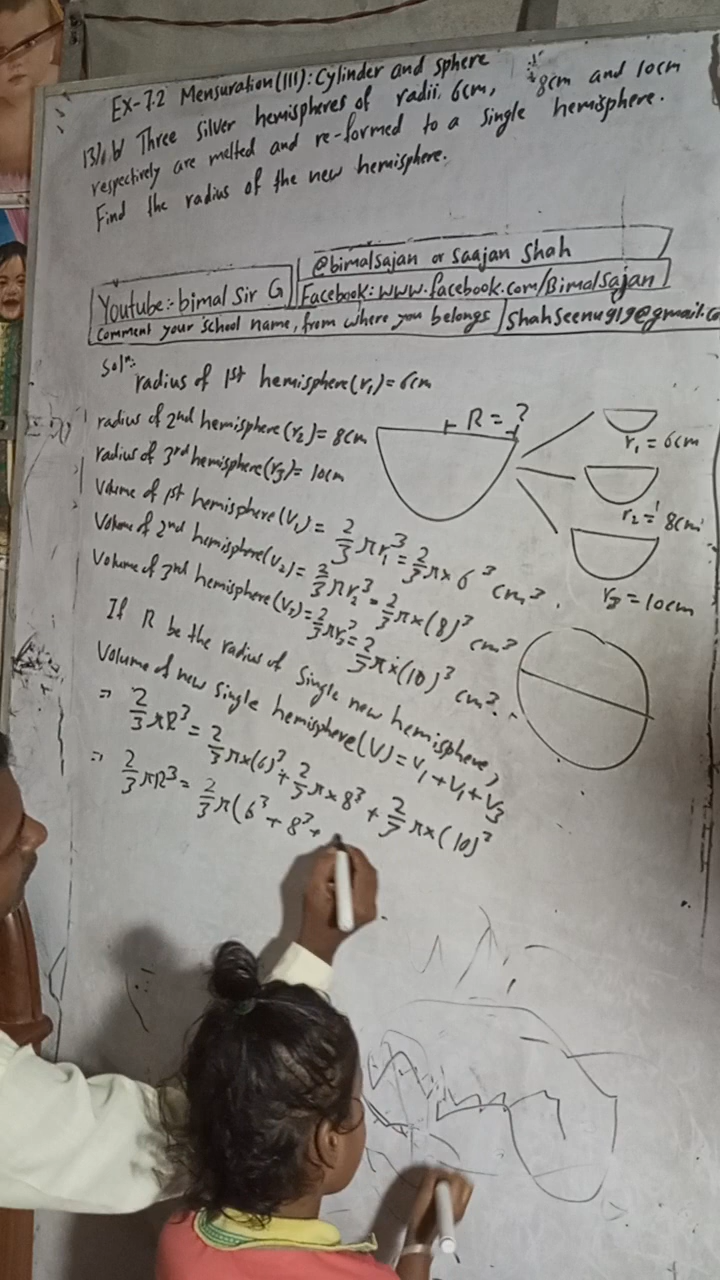 Ex-7.2 Mensuration(III): Cylinder and sphere
Three silver hemispheres of radii 6cm, 8cm and 10cm
respectively are melted and re-formed to a single hemisphere.
Find the radius of the new hemisphere.
@bimalsajan or Saajan Shah
Youtube:- bimal Sir G
Facebook: www.facebook.com/Bimalsajan
comment your school name, from where you belongs
Solⁿ:
radius of 1st hemisphere(r₁)= 6cm
radius of 2nd hemisphere(r₂)= 8cm
radius of 3rd hemisphere(r₃)= 10cm
R = ?
r₁ = 6cm
r₂ = 8cm
r₃ = 10cm
Volume of 1st hemisphere(V₁) = 2/3 πr₁³ = 2/3 π× 6³ cm³.
Volume of 2nd hemisphere(V₂)= 2/3 πr₂³ = 2/3 π×(8)³ cm³
Volume of 3rd hemisphere(V₃)= 2/3 πr₃³ = 2/3 π×(10)³ cm³.
If R be the radius of single new hemisphere,
Volume of new single hemisphere(V) = V₁ + V₁ + V₃
⇒ 2/3 πR³ = 2/3 π×(6)³ + 2/3 π× 8³ + 2/3 π×(10)³
⇒ 2/3 πR³ = 2/3 π(6³ + 8³ +